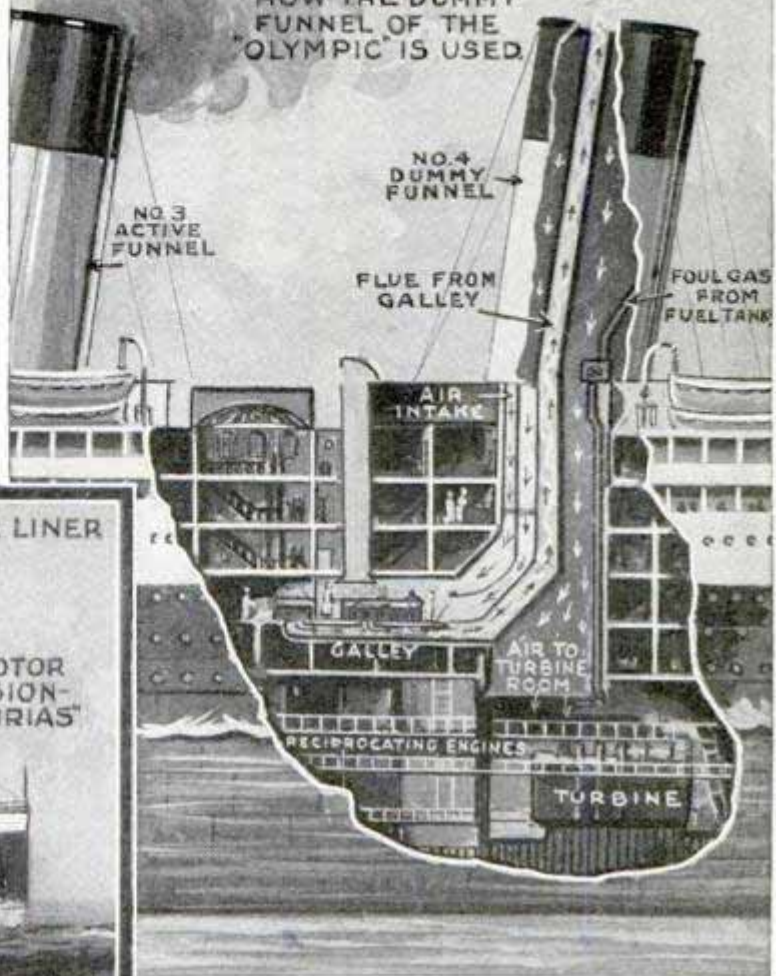 FUNNEL OF THE
"OLYMPIC" IS USED.
NO. 4
DUMMY
FUNNEL
NO. 3
ACTIVE
FUNNEL
FLUE FROM
GALLEY
FOUL GAS
FROM
FUEL TANK
AIR
INTAKE
LINER
GALLEY
AIR TO
TURBINE
ROOM
RECIPROCATING ENGINES
TURBINE